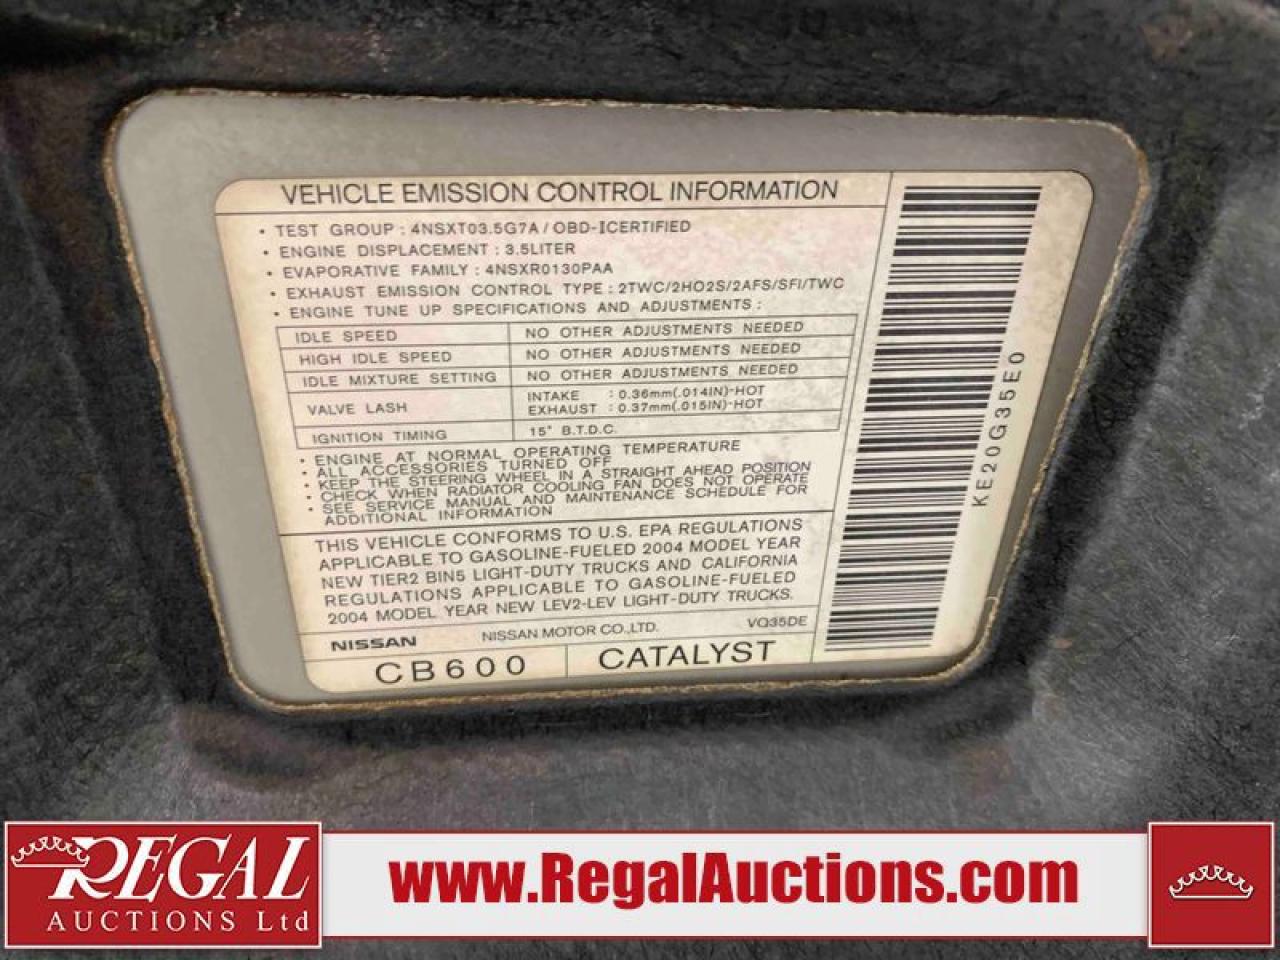 VEHICLE EMISSION CONTROL INFORMATION
• TEST GROUP : 4NSXT03.5G7A / OBD-ICERTIFIED
• ENGINE DISPLACEMENT : 3.5LITER
• EVAPORATIVE FAMILY : 4NSXR0130PAA
• EXHAUST EMISSION CONTROL TYPE : 2TWC/2HO2S/2AFS/SFI/TWC
• ENGINE TUNE UP SPECIFICATIONS AND ADJUSTMENTS :
IDLE SPEED NO OTHER ADJUSTMENTS NEEDED
HIGH IDLE SPEED NO OTHER ADJUSTMENTS NEEDED
IDLE MIXTURE SETTING NO OTHER ADJUSTMENTS NEEDED
VALVE LASH INTAKE : 0.36mm(.014IN)-HOT
EXHAUST : 0.37mm(.015IN)-HOT
IGNITION TIMING 15° B.T.D.C.
• ENGINE AT NORMAL OPERATING TEMPERATURE
• ALL ACCESSORIES TURNED OFF
• KEEP THE STEERING WHEEL IN A STRAIGHT AHEAD POSITION
• CHECK WHEN RADIATOR COOLING FAN DOES NOT OPERATE
• SEE SERVICE MANUAL AND MAINTENANCE SCHEDULE FOR
ADDITIONAL INFORMATION
THIS VEHICLE CONFORMS TO U.S. EPA REGULATIONS
APPLICABLE TO GASOLINE-FUELED 2004 MODEL YEAR
NEW TIER2 BIN5 LIGHT-DUTY TRUCKS AND CALIFORNIA
REGULATIONS APPLICABLE TO GASOLINE-FUELED
2004 MODEL YEAR NEW LEV2-LEV LIGHT-DUTY TRUCKS.
NISSAN NISSAN MOTOR CO.,LTD. VQ35DE
CB600 CATALYST
KE20G35E0
REGAL
AUCTIONS Ltd
www.RegalAuctions.com